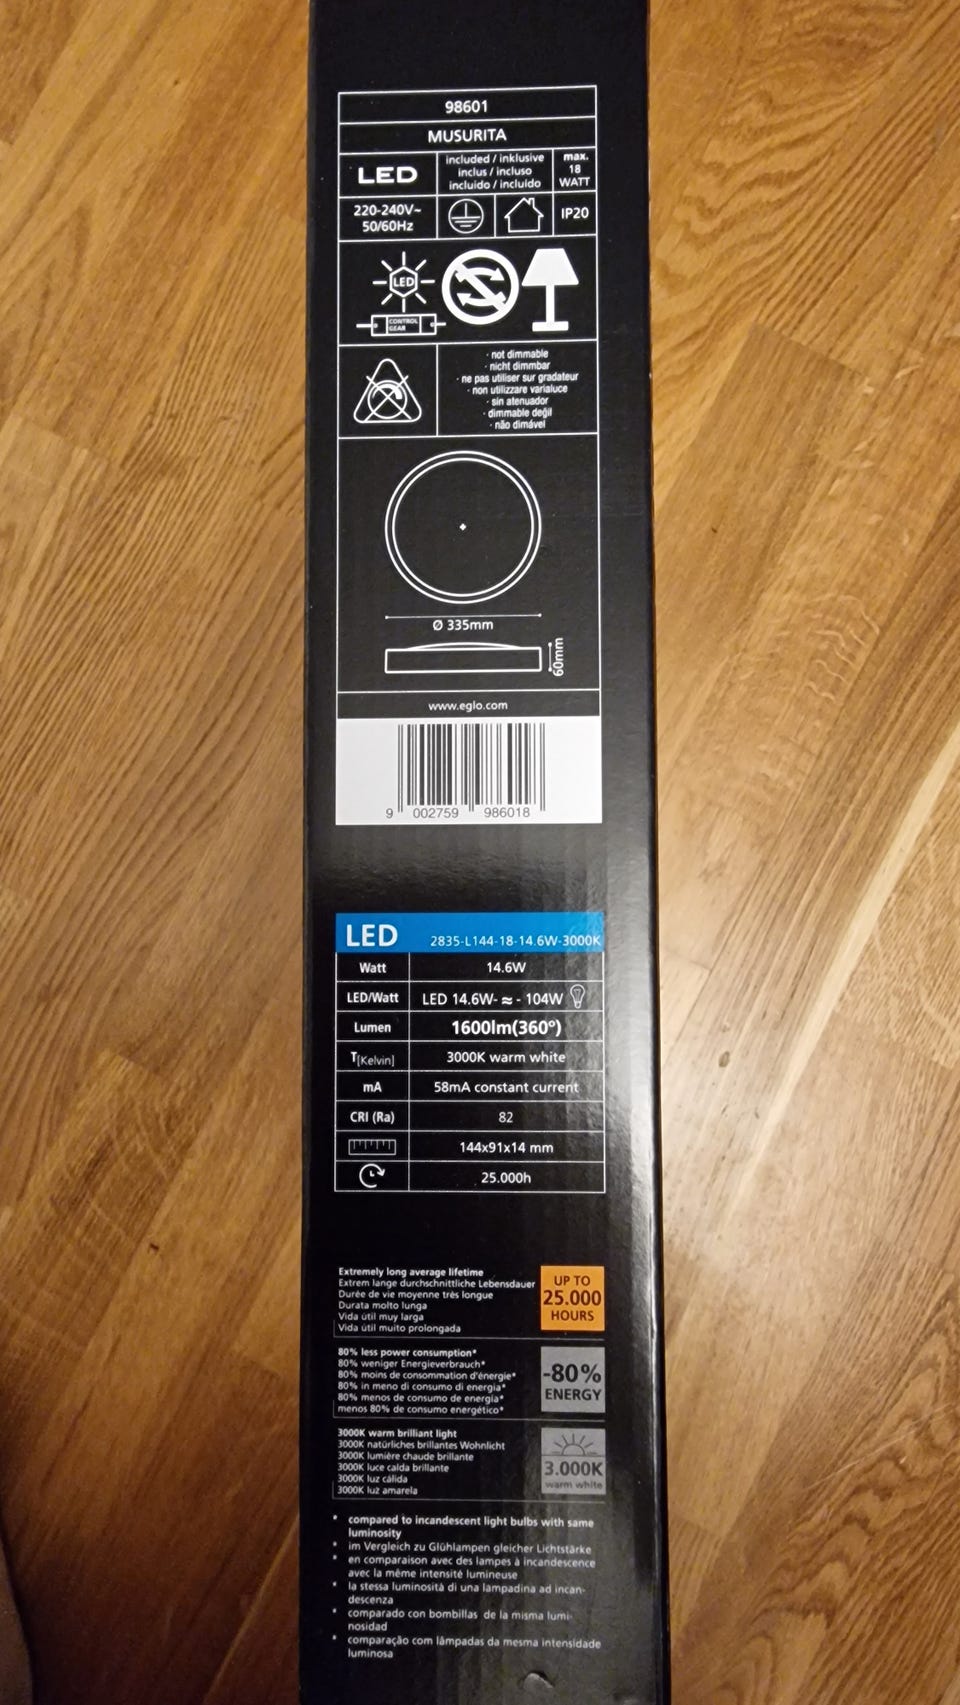 98601
MUSURITA
LED
included / inklusive
inclus / incluso
incluido / incluido
max.
18
WATT
220-240V~
50/60Hz
IP20
LED
CONTROL
GEAR
· not dimmable
· nicht dimmbar
· ne pas utiliser sur gradateur
· non utilizzare varialuce
· sin atenuador
· dimmable değil
· não dimável
Ø 335mm
60mm
www.eglo.com
9 002759 986018
LED 2835-L144-18-14.6W-3000K
Watt 14.6W
LED/Watt LED 14.6W- ≈ - 104W
Lumen 1600lm(360°)
T[Kelvin] 3000K warm white
mA 58mA constant current
CRI (Ra) 82
144x91x14 mm
25.000h
Extremely long average lifetime
Extrem lange durchschnittliche Lebensdauer
Durée de vie moyenne très longue
Durata molto lunga
Vida útil muy larga
Vida útil muito prolongada
UP TO
25.000
HOURS
80% less power consumption*
80% weniger Energieverbrauch*
80% moins de consommation d'énergie*
80% in meno di consumo di energia*
80% menos de consumo de energia*
menos 80% de consumo energético*
-80%
ENERGY
3000K warm brilliant light
3000K natürliches brillantes Wohnlicht
3000K lumière chaude brillante
3000K luce calda brillante
3000K luz cálida
3000K luz amarela
3.000K
warm white
* compared to incandescent light bulbs with same
luminosity
* im Vergleich zu Glühlampen gleicher Lichtstärke
* en comparaison avec des lampes à incandescence
avec la même intensité lumineuse
* la stessa luminosità di una lampadina ad incan-
descenza
* comparado con bombillas de la misma lumi-
nosidad
* comparação com lâmpadas da mesma intensidade
luminosa